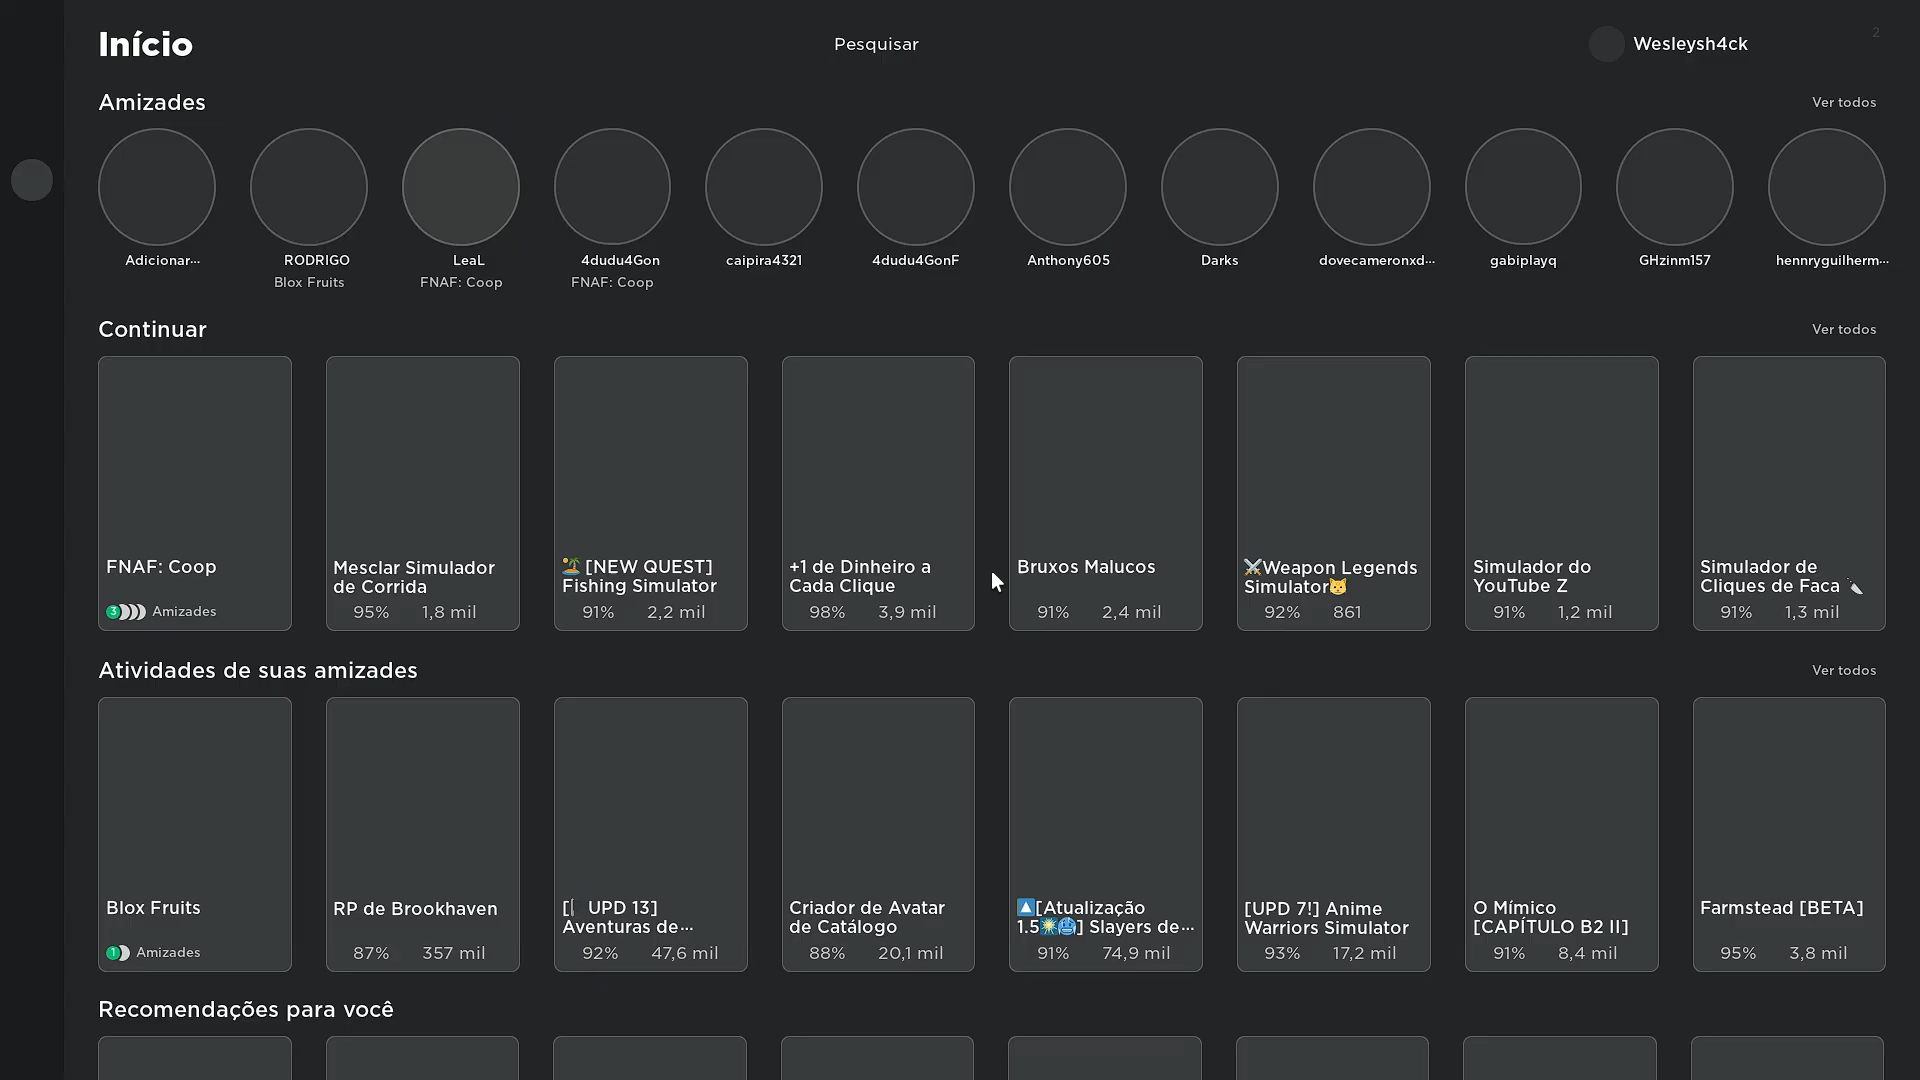 Início
Pesquisar
Wesleysh4ck
2
Amizades
Ver todos
Adicionar...
RODRIGO
LeaL
4dudu4Gon
caipira4321
4dudu4GonF
Anthony605
Darks
dovecameronxd...
gabiplayq
GHzinm157
hennryguilherm...
Blox Fruits
FNAF: Coop
FNAF: Coop
Continuar
Ver todos
FNAF: Coop
3 Amizades
Mesclar Simulador
de Corrida
95% 1,8 mil
🏝️[NEW QUEST]
Fishing Simulator
91% 2,2 mil
+1 de Dinheiro a
Cada Clique
98% 3,9 mil
Bruxos Malucos
91% 2,4 mil
⚔️Weapon Legends
Simulator😼
92% 861
Simulador do
YouTube Z
91% 1,2 mil
Simulador de
Cliques de Faca 🔪
91% 1,3 mil
Atividades de suas amizades
Ver todos
Blox Fruits
1 Amizades
RP de Brookhaven
87% 357 mil
[ UPD 13]
Aventuras de...
92% 47,6 mil
Criador de Avatar
de Catálogo
88% 20,1 mil
🔼[Atualização
1.5🎇🥶] Slayers de...
91% 74,9 mil
[UPD 7!] Anime
Warriors Simulator
93% 17,2 mil
O Mímico
[CAPÍTULO B2 II]
91% 8,4 mil
Farmstead [BETA]
95% 3,8 mil
Recomendações para você